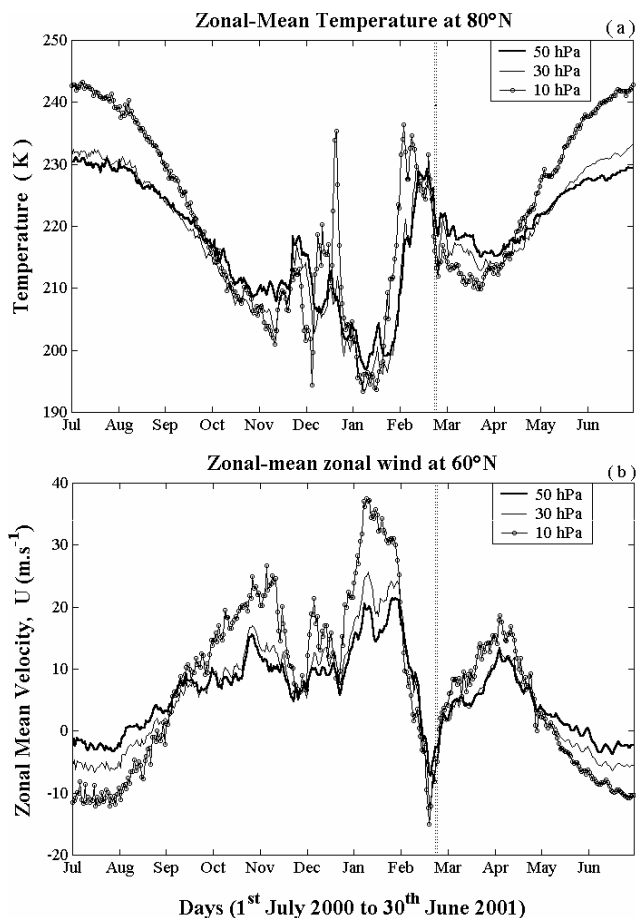 Zonal-Mean Temperature at 80°N
( a )
50 hPa
30 hPa
10 hPa
Temperature ( K )
250
240
230
220
210
200
190
Jul Aug Sep Oct Nov Dec Jan Feb Mar Apr May Jun
Zonal-mean zonal wind at 60°N
( b )
50 hPa
30 hPa
10 hPa
Zonal Mean Velocity, U (m.s-1)
40
30
20
10
0
-10
-20
Jul Aug Sep Oct Nov Dec Jan Feb Mar Apr May Jun
Days (1st July 2000 to 30th June 2001)